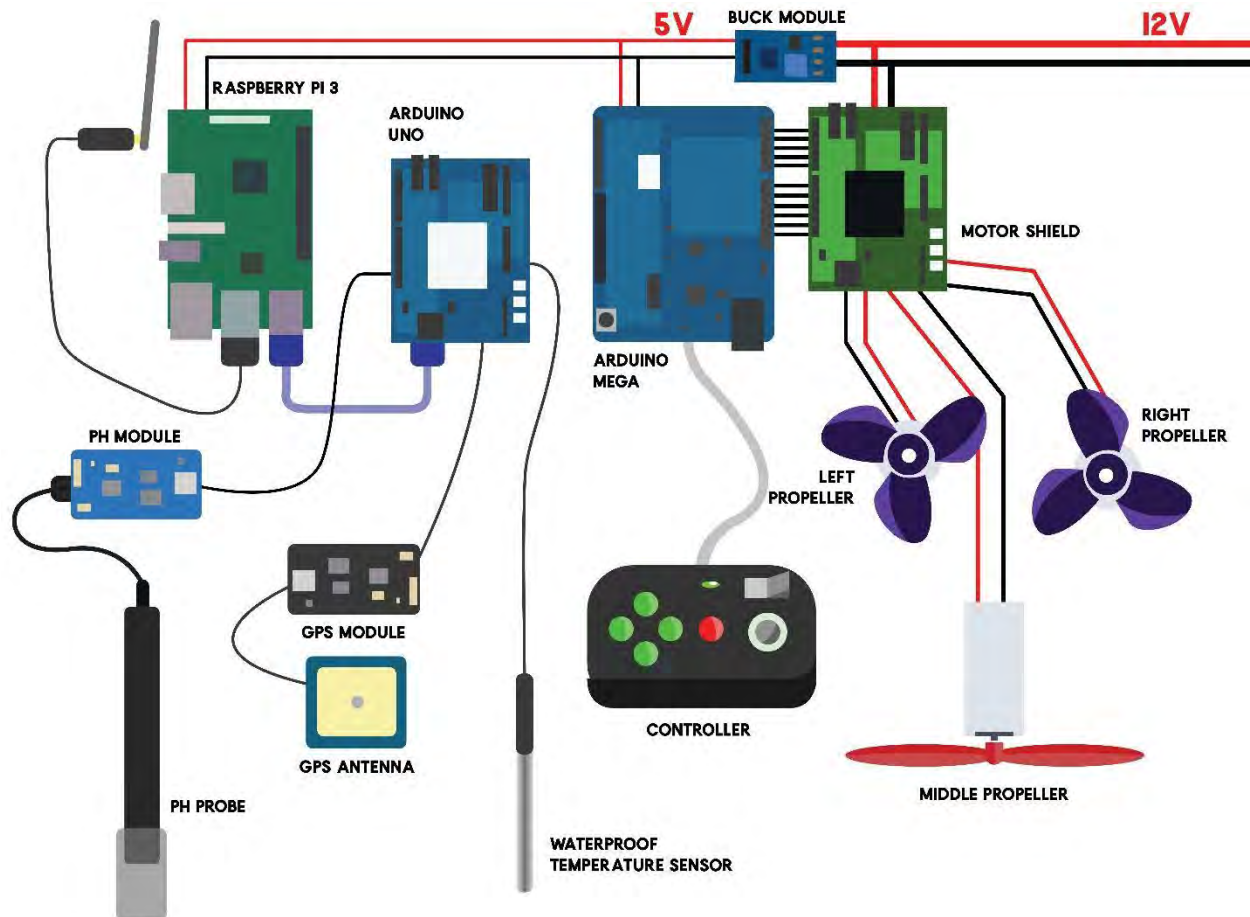 BUCK MODULE
5V
12V
RASPBERRY PI 3
ARDUINO
UNO
MOTOR SHIELD
ARDUINO
MEGA
PH MODULE
LEFT
PROPELLER
RIGHT
PROPELLER
GPS MODULE
CONTROLLER
GPS ANTENNA
MIDDLE PROPELLER
PH PROBE
WATERPROOF
TEMPERATURE SENSOR